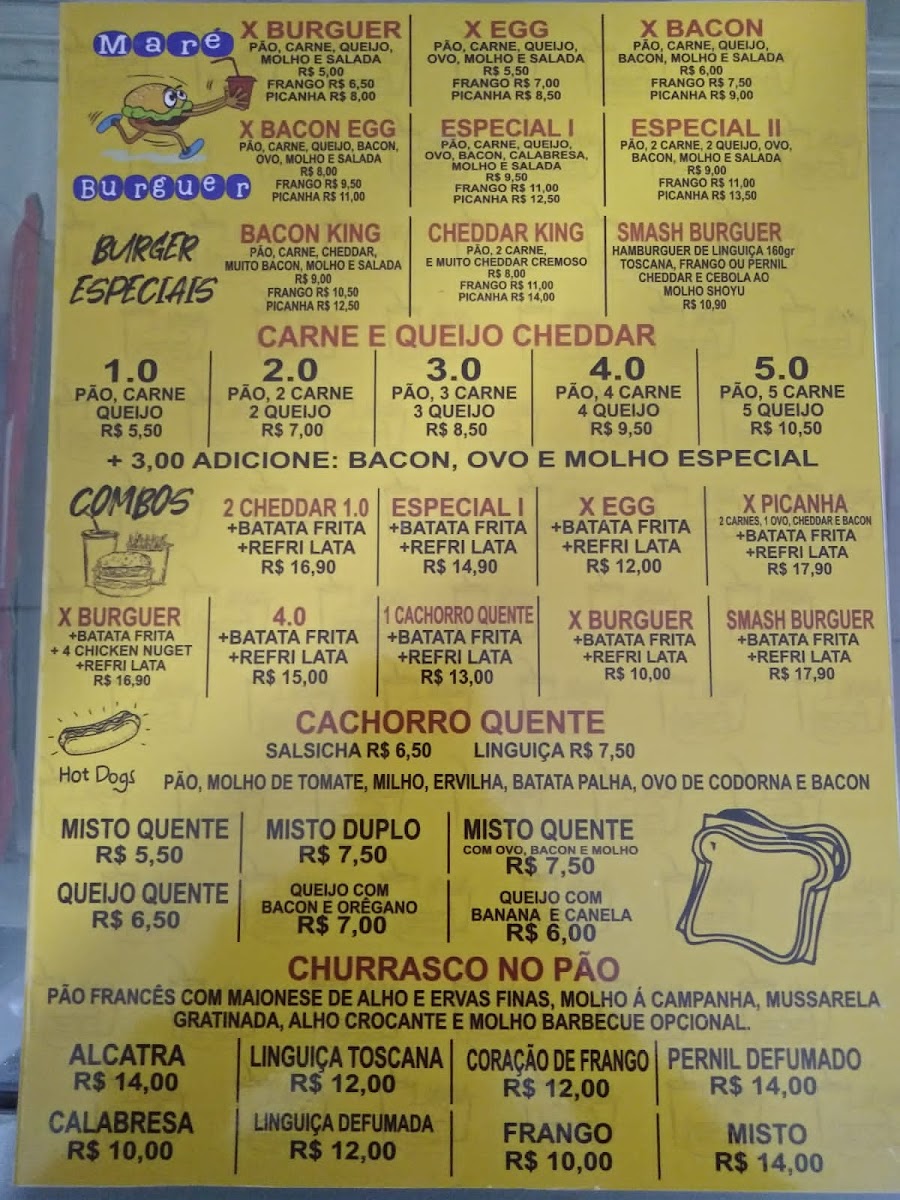 Maré
Burguer
X BURGUER
PÃO, CARNE, QUEIJO,
MOLHO E SALADA
R$ 5,00
FRANGO R$ 6,50
PICANHA R$ 8,00
X EGG
PÃO, CARNE, QUEIJO,
OVO, MOLHO E SALADA
R$ 5,50
FRANGO R$ 7,00
PICANHA R$ 8,50
X BACON
PÃO, CARNE, QUEIJO,
BACON, MOLHO E SALADA
R$ 6,00
FRANGO R$ 7,50
PICANHA R$ 9,00
X BACON EGG
PÃO, CARNE, QUEIJO, BACON,
OVO, MOLHO E SALADA
R$ 8,00
FRANGO R$ 9,50
PICANHA R$ 11,00
ESPECIAL I
PÃO, CARNE, QUEIJO,
OVO, BACON, CALABRESA,
MOLHO E SALADA
R$ 9,50
FRANGO R$ 11,00
PICANHA R$ 12,50
ESPECIAL II
PÃO, 2 CARNE, 2 QUEIJO, OVO,
BACON, MOLHO E SALADA
R$ 9,00
FRANGO R$ 11,00
PICANHA R$ 13,50
BURGER
ESPECIAIS
BACON KING
PÃO, CARNE, CHEDDAR,
MUITO BACON, MOLHO E SALADA
R$ 9,00
FRANGO R$ 10,50
PICANHA R$ 12,50
CHEDDAR KING
PÃO, 2 CARNE,
E MUITO CHEDDAR CREMOSO
R$ 8,00
FRANGO R$ 11,00
PICANHA R$ 14,00
SMASH BURGUER
HAMBURGUER DE LINGUIÇA 160gr
TOSCANA, FRANGO OU PERNIL
CHEDDAR E CEBOLA AO
MOLHO SHOYU
R$ 10,90
CARNE E QUEIJO CHEDDAR
1.0
PÃO, CARNE
QUEIJO
R$ 5,50
2.0
PÃO, 2 CARNE
2 QUEIJO
R$ 7,00
3.0
PÃO, 3 CARNE
3 QUEIJO
R$ 8,50
4.0
PÃO, 4 CARNE
4 QUEIJO
R$ 9,50
5.0
PÃO, 5 CARNE
5 QUEIJO
R$ 10,50
+ 3,00 ADICIONE: BACON, OVO E MOLHO ESPECIAL
COMBOS
2 CHEDDAR 1.0
+BATATA FRITA
+REFRI LATA
R$ 16,90
ESPECIAL I
+BATATA FRITA
+REFRI LATA
R$ 14,90
X EGG
+BATATA FRITA
+REFRI LATA
R$ 12,00
X PICANHA
2 CARNES, 1 OVO, CHEDDAR E BACON
+BATATA FRITA
+REFRI LATA
R$ 17,90
X BURGUER
+BATATA FRITA
+ 4 CHICKEN NUGET
+REFRI LATA
R$ 16,90
4.0
+BATATA FRITA
+REFRI LATA
R$ 15,00
1 CACHORRO QUENTE
+BATATA FRITA
+REFRI LATA
R$ 13,00
X BURGUER
+BATATA FRITA
+REFRI LATA
R$ 10,00
SMASH BURGUER
+BATATA FRITA
+REFRI LATA
R$ 17,90
Hot Dogs
CACHORRO QUENTE
SALSICHA R$ 6,50 LINGUIÇA R$ 7,50
PÃO, MOLHO DE TOMATE, MILHO, ERVILHA, BATATA PALHA, OVO DE CODORNA E BACON
MISTO QUENTE
R$ 5,50
MISTO DUPLO
R$ 7,50
MISTO QUENTE
COM OVO, BACON E MOLHO
R$ 7,50
QUEIJO QUENTE
R$ 6,50
QUEIJO COM
BACON E ORÊGANO
R$ 7,00
QUEIJO COM
BANANA E CANELA
R$ 6,00
CHURRASCO NO PÃO
PÃO FRANCÊS COM MAIONESE DE ALHO E ERVAS FINAS, MOLHO Á CAMPANHA, MUSSARELA
GRATINADA, ALHO CROCANTE E MOLHO BARBECUE OPCIONAL.
ALCATRA
R$ 14,00
LINGUIÇA TOSCANA
R$ 12,00
CORAÇÃO DE FRANGO
R$ 12,00
PERNIL DEFUMADO
R$ 14,00
CALABRESA
R$ 10,00
LINGUIÇA DEFUMADA
R$ 12,00
FRANGO
R$ 10,00
MISTO
R$ 14,00